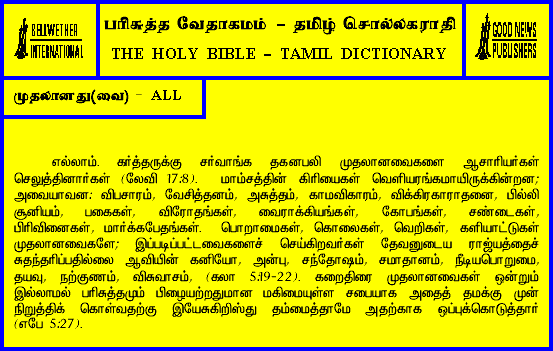 BELLWETHER
INTERNATIONAL
பரிசுத்த வேதாகமம் – தமிழ் சொல்லகராதி
THE HOLY BIBLE – TAMIL DICTIONARY
GOOD NEWS
PUBLISHERS
முதலானது(வை) – ALL
எல்லாம். கர்த்தருக்கு சர்வாங்க தகனபலி முதலானவைகளை ஆசாரியர்கள்
செலுத்தினார்கள் (லேவி 17:8). மாம்சத்தின் கிரியைகள் வெளியரங்கமாயிருக்கின்றன;
அவையாவன: விபசாரம், வேசித்தனம், அசுத்தம், காமவிகாரம், விக்கிரகாராதனை, பில்லி
சூனியம், பகைகள், விரோதங்கள், வைராக்கியங்கள், கோபங்கள், சண்டைகள்,
பிரிவினைகள், மார்க்கபேதங்கள். பொறாமைகள், கொலைகள், வெறிகள், களியாட்டுகள்
முதலானவைகளே; இப்படிப்பட்டவைகளைச் செய்கிறவர்கள் தேவனுடைய ராஜ்யத்தைச்
சுதந்தரிப்பதில்லை ஆவியின் கனியோ, அன்பு, சந்தோஷம், சமாதானம், நீடியபொறுமை,
தயவு, நற்குணம், விசுவாசம், (கலா 5:19-22). கறைதிரை முதலானவைகள் ஒன்றும்
இல்லாமல் பரிசுத்தமும் பிழையற்றதுமான மகிமையுள்ள சபையாக அதைத் தமக்கு முன்
நிறுத்திக் கொள்வதற்கு இயேசுகிறிஸ்து தம்மைத்தாமே அதற்காக ஒப்புக்கொடுத்தார்
(எபே 5:27).